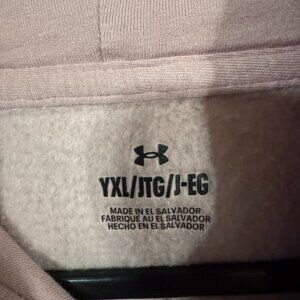 YXL/JTG/J-EG
MADE IN EL SALVADOR
FABRIQUÉ AU EL SALVADOR
HECHO EN EL SALVADOR